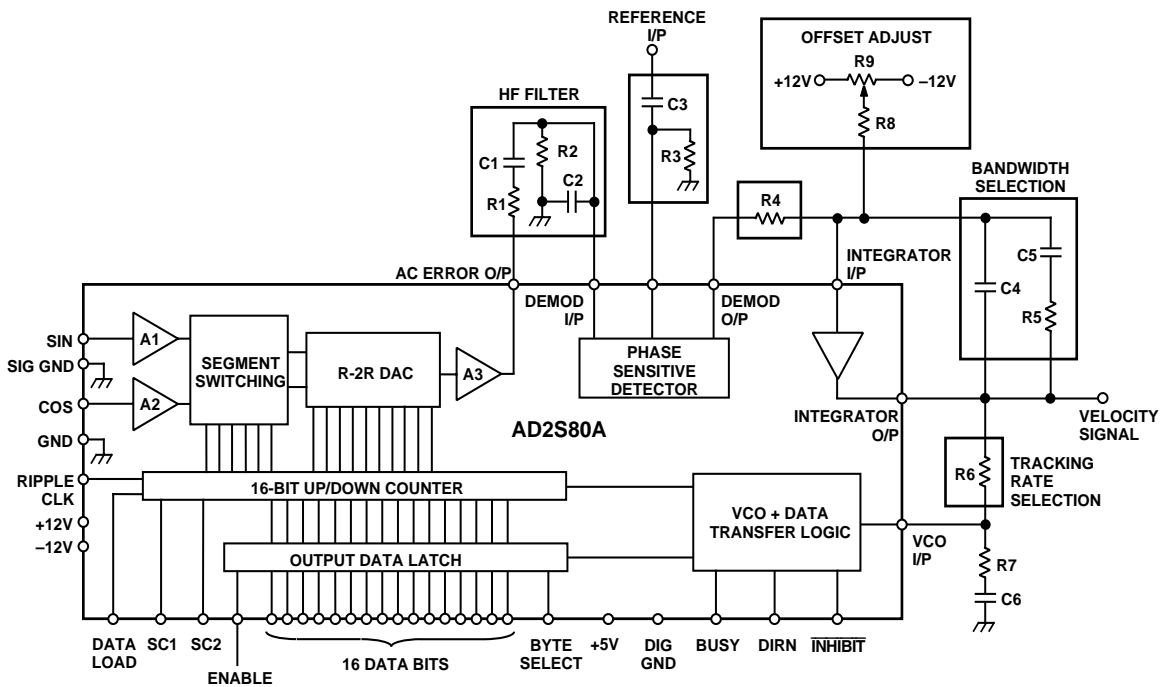 REFERENCE
I/P
OFFSET ADJUST
R9
+12V
–12V
R8
HF FILTER
C1
R2
C2
R1
C3
R3
R4
BANDWIDTH
SELECTION
C5
C4
R5
AC ERROR O/P
DEMOD
I/P
DEMOD
O/P
INTEGRATOR
I/P
SIN
SIG GND
COS
GND
RIPPLE
CLK
+12V
–12V
A1
A2
SEGMENT
SWITCHING
R-2R DAC
A3
PHASE
SENSITIVE
DETECTOR
AD2S80A
INTEGRATOR
O/P
VELOCITY
SIGNAL
R6
TRACKING
RATE
SELECTION
16-BIT UP/DOWN COUNTER
OUTPUT DATA LATCH
VCO + DATA
TRANSFER LOGIC
VCO
I/P
R7
C6
DATA
LOAD
SC1
SC2
ENABLE
16 DATA BITS
BYTE
SELECT
+5V
DIG
GND
BUSY
DIRN
INHIBIT